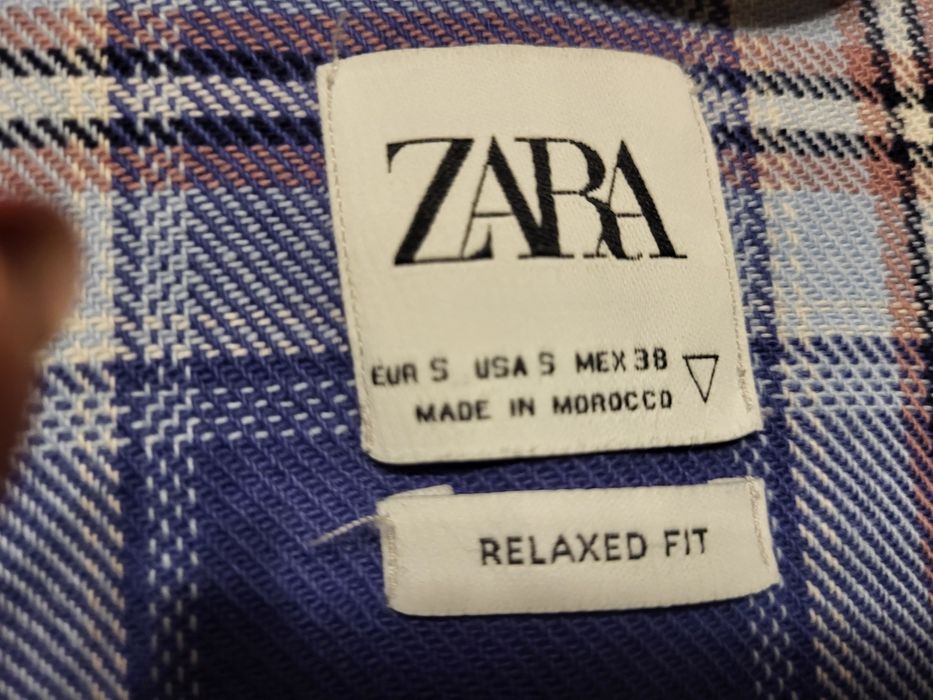 ZARA
EUR S USA S MEX 38
MADE IN MOROCCO
RELAXED FIT